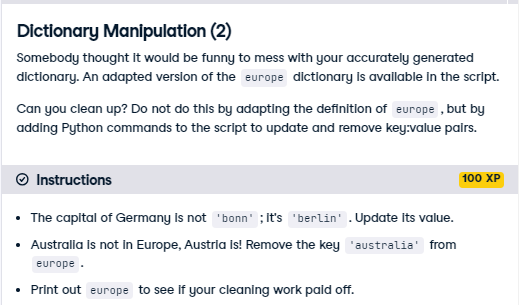 Dictionary Manipulation (2)
Somebody thought it would be funny to mess with your accurately generated
dictionary. An adapted version of the europe dictionary is available in the script.
Can you clean up? Do not do this by adapting the definition of europe, but by
adding Python commands to the script to update and remove key:value pairs.
Instructions
100 XP
• The capital of Germany is not 'bonn'; it's 'berlin'. Update its value.
• Australia is not in Europe, Austria is! Remove the key 'australia' from
europe.
• Print out europe to see if your cleaning work paid off.